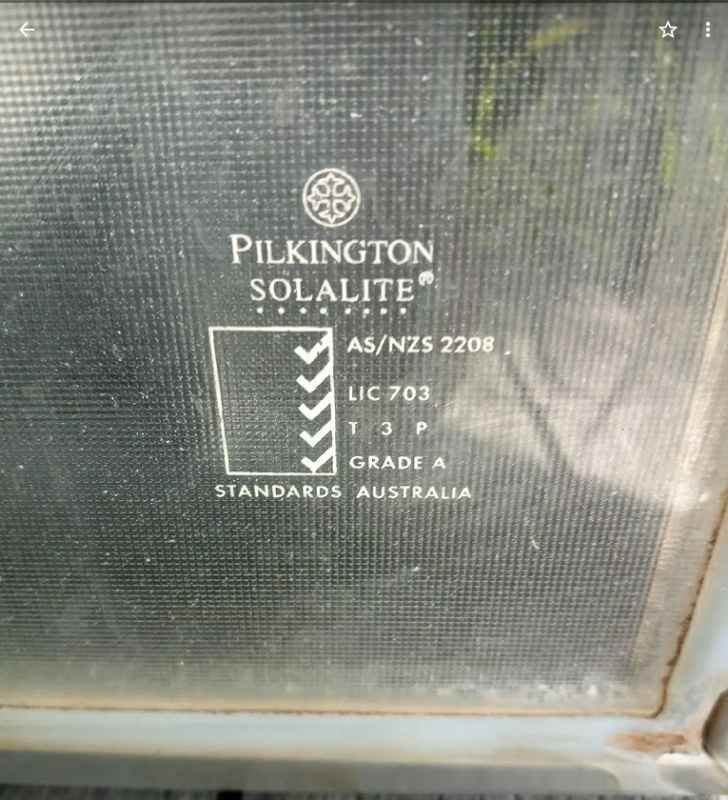 PILKINGTON
SOLALITE®
AS/NZS 2208
LIC 703
T 3 P
GRADE A
STANDARDS AUSTRALIA